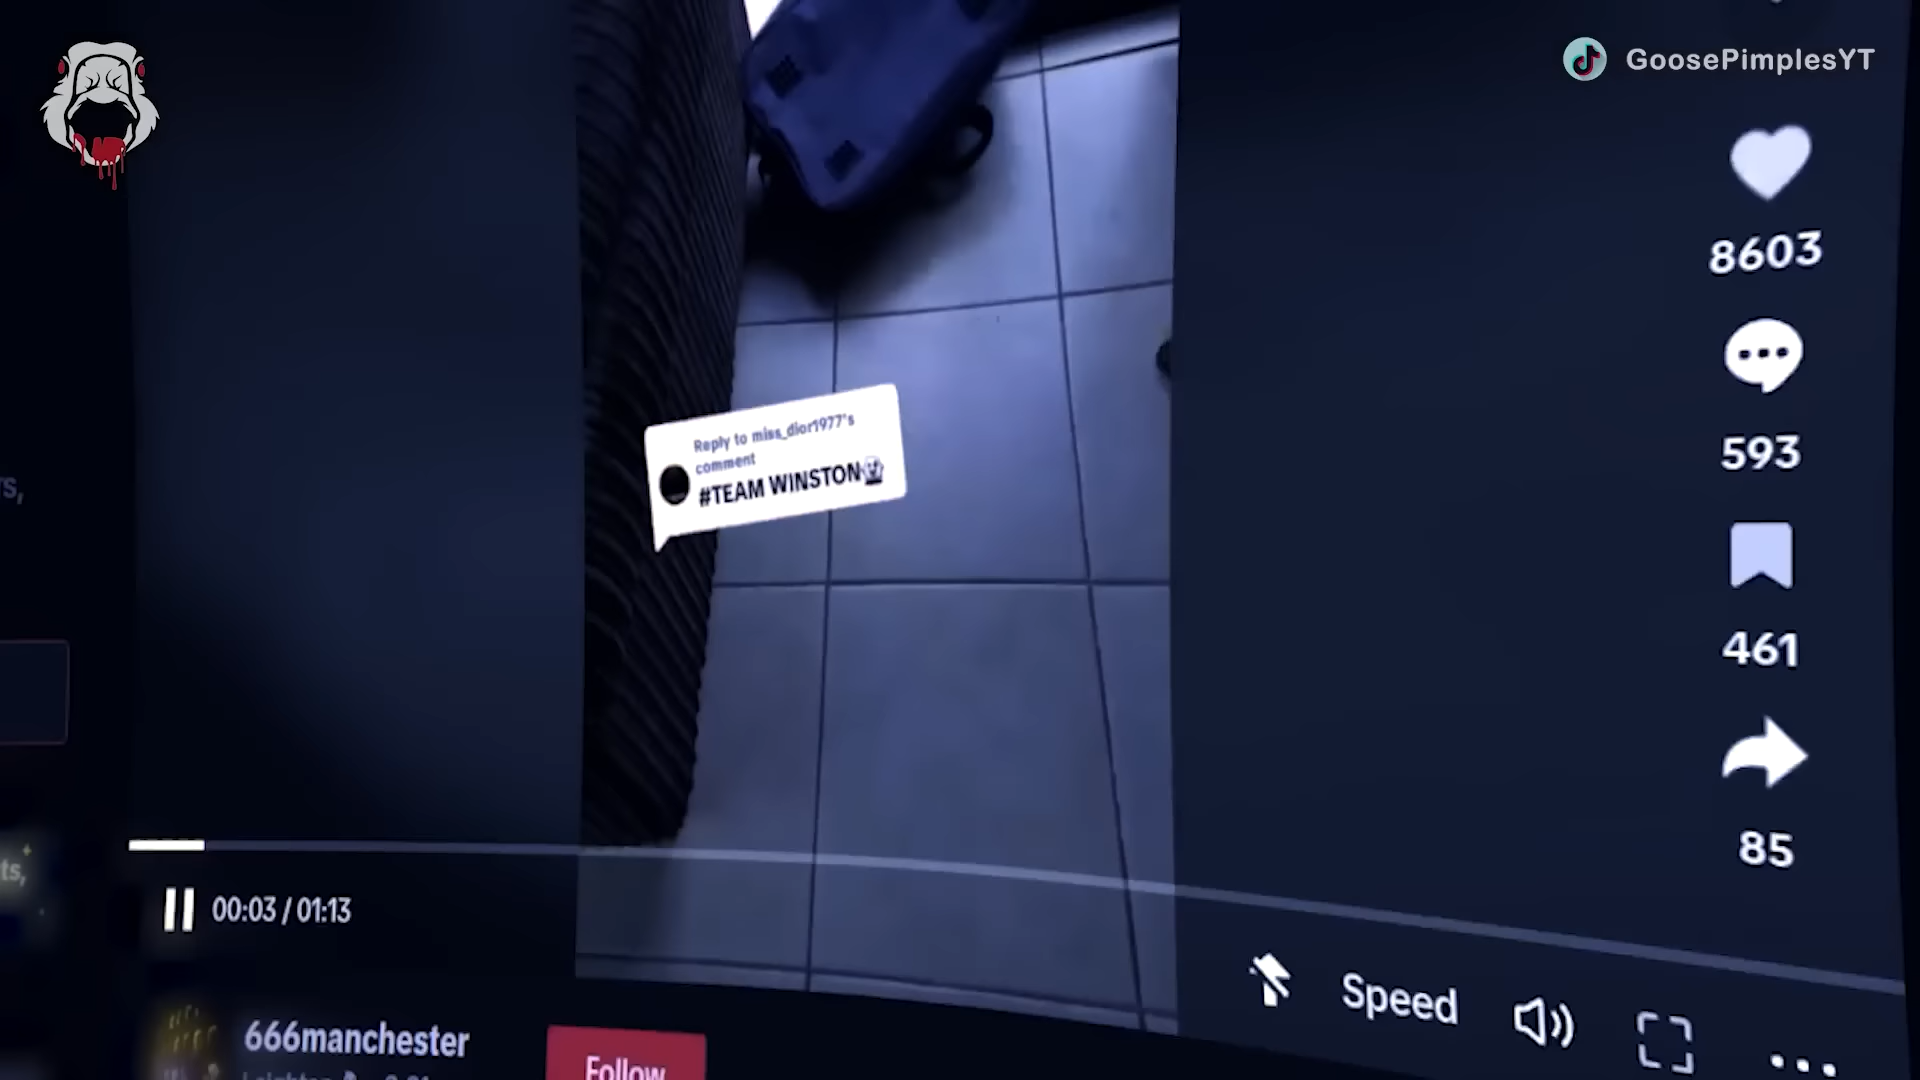 GoosePimplesYT
8603
Reply to miss_dior1977's
comment
#TEAM WINSTON
593
461
85
00:03 / 01:13
Speed
666manchester
Follow